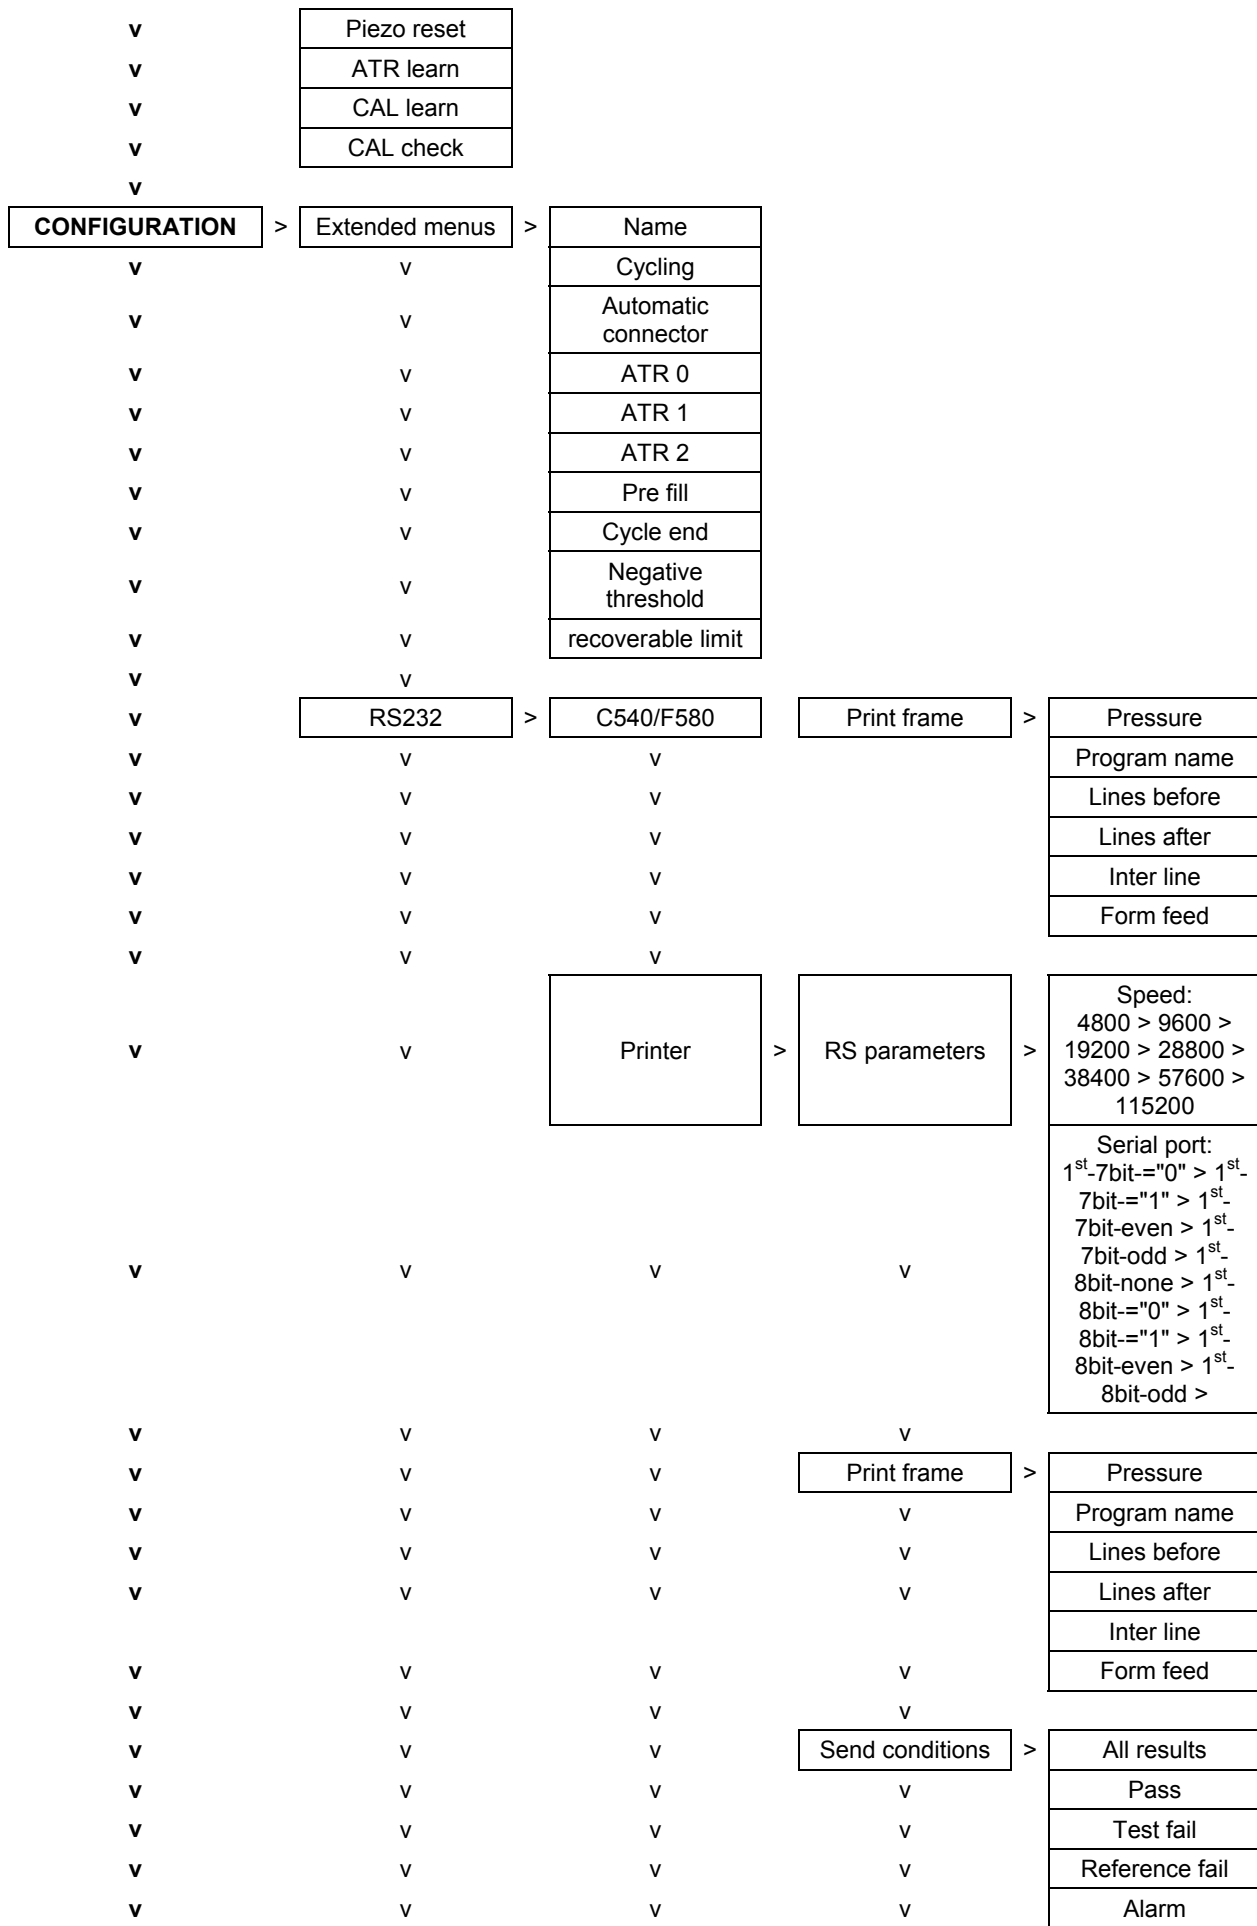 v Piezo reset
v ATR learn
v CAL learn
v CAL check
v
CONFIGURATION > Extended menus > Name
v v Cycling
v v Automatic
connector
v v ATR 0
v v ATR 1
v v ATR 2
v v Pre fill
v v Cycle end
v v Negative
threshold
v v recoverable limit
v v
v RS232 > C540/F580 Print frame > Pressure
v v v Program name
v v v Lines before
v v v Lines after
v v v Inter line
v v v Form feed
v v v
v v Printer > RS parameters > Speed:
4800 > 9600 >
19200 > 28800 >
38400 > 57600 >
115200
v v v v Serial port:
1st-7bit-="0" > 1st-
7bit-="1" > 1st-
7bit-even > 1st-
7bit-odd > 1st-
8bit-none > 1st-
8bit-="0" > 1st-
8bit-="1" > 1st-
8bit-even > 1st-
8bit-odd >
v v v v
v v v Print frame > Pressure
v v v v Program name
v v v v Lines before
v v v v Lines after
Inter line
v v v v Form feed
v v v v
v v v Send conditions > All results
v v v v Pass
v v v v Test fail
v v v v Reference fail
v v v v Alarm